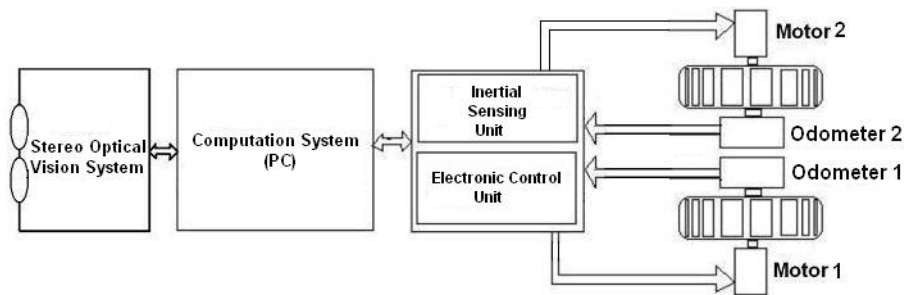 Stereo Optical
Vision System
Computation System
(PC)
Inertial
Sensing
Unit
Electronic Control
Unit
Motor 2
Odometer 2
Odometer 1
Motor 1